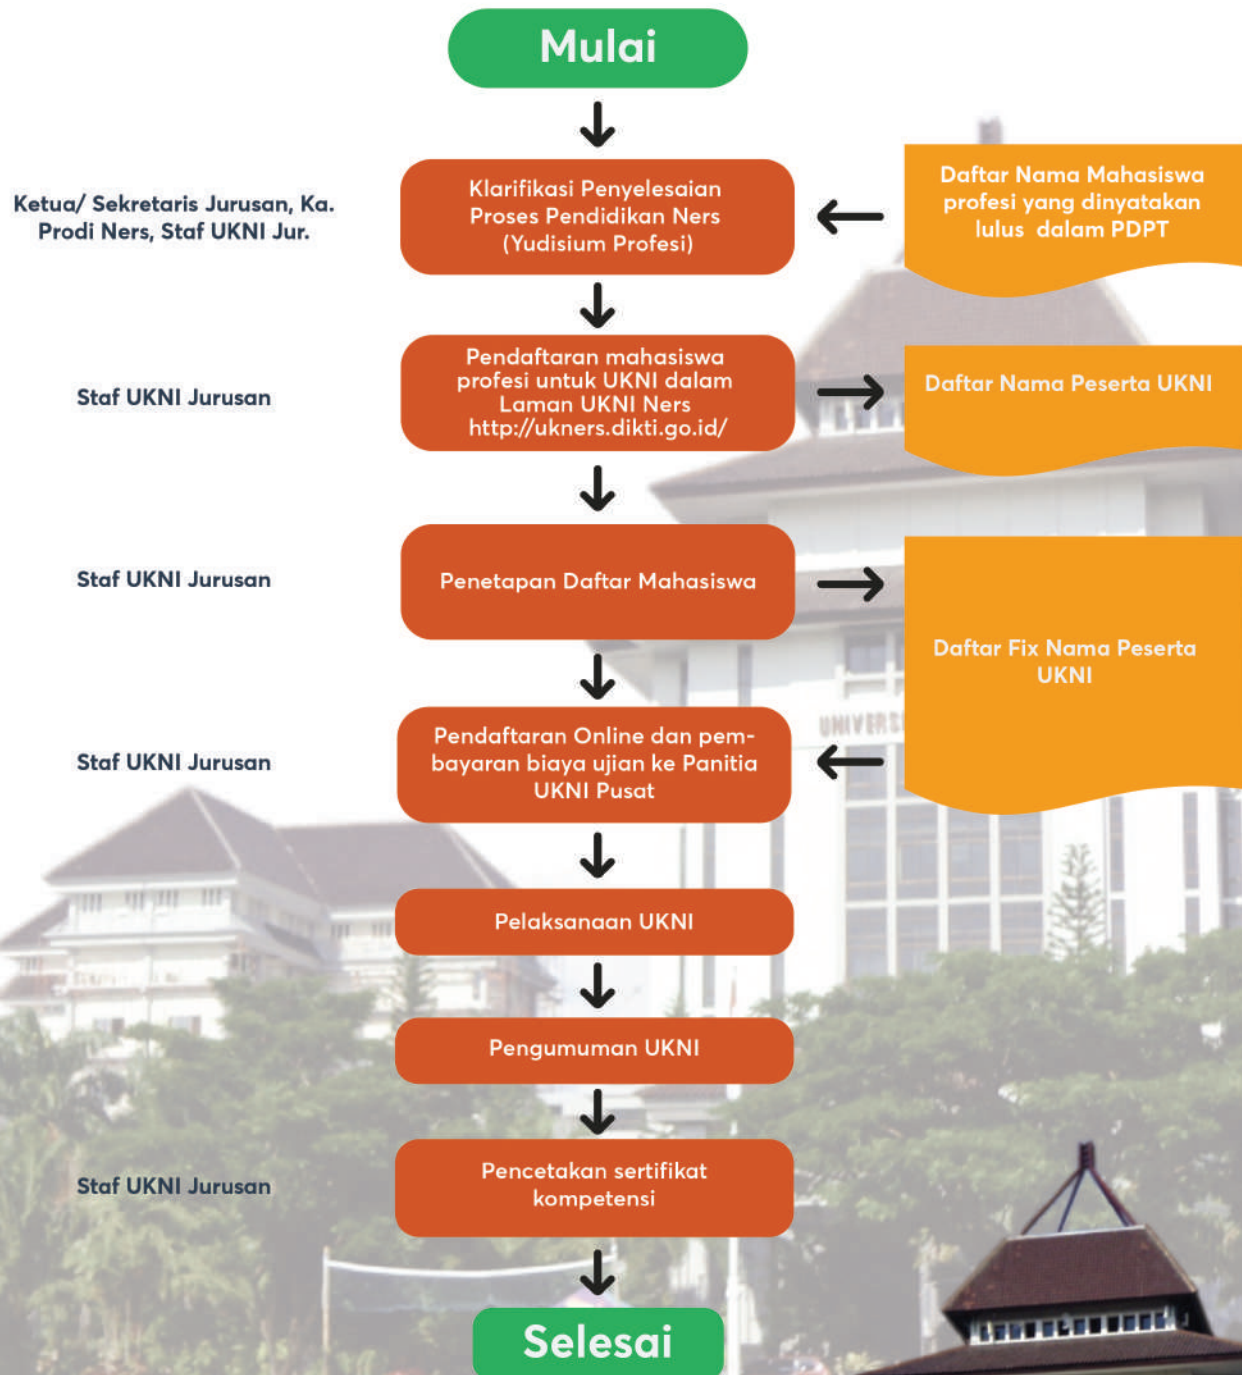 Mulai
Ketua/ Sekretaris Jurusan, Ka.
Prodi Ners, Staf UKNI Jur.
Klarifikasi Penyelesaian
Proses Pendidikan Ners
(Yudisium Profesi)
Daftar Nama Mahasiswa
profesi yang dinyatakan
lulus dalam PDPT
Staf UKNI Jurusan
Pendaftaran mahasiswa
profesi untuk UKNI dalam
Laman UKNI Ners
http://ukners.dikti.go.id/
Daftar Nama Peserta UKNI
Staf UKNI Jurusan
Penetapan Daftar Mahasiswa
Daftar Fix Nama Peserta
UKNI
UNIVERS
Staf UKNI Jurusan
Pendaftaran Online dan pem-
bayaran biaya ujian ke Panitia
UKNI Pusat
Pelaksanaan UKNI
Pengumuman UKNI
Staf UKNI Jurusan
Pencetakan sertifikat
kompetensi
Selesai